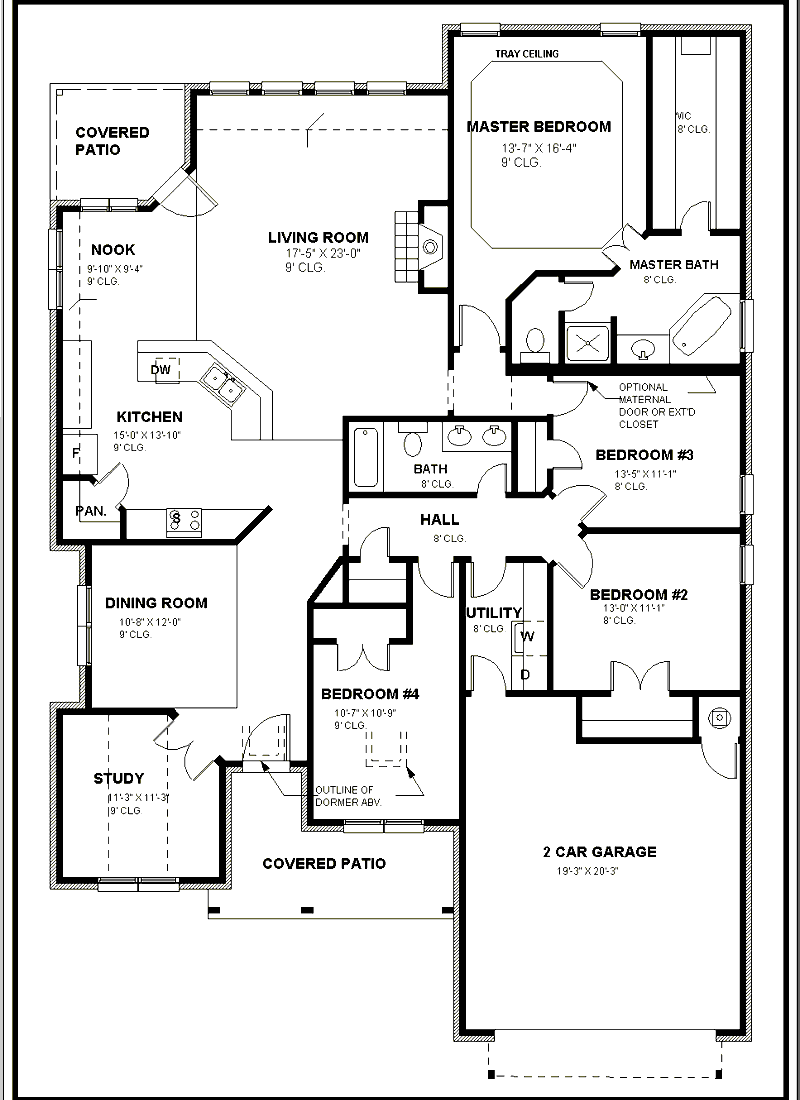 TRAY CEILING
MASTER BEDROOM
13'-7" X 16'-4"
9' CLG.
WIC
8' CLG.
COVERED
PATIO
LIVING ROOM
17'-5" X 23'-0"
9' CLG.
NOOK
9'-10" X 9'-4"
9' CLG.
MASTER BATH
8' CLG.
DW
OPTIONAL
MATERNAL
DOOR OR EXT'D
CLOSET
KITCHEN
15'-0" X 13'-10"
9' CLG.
F
BEDROOM #3
13'-5" X 11'-1"
8' CLG.
BATH
8' CLG.
PAN.
S
HALL
8' CLG.
DINING ROOM
10'-8" X 12'-0"
9' CLG.
UTILITY
8' CLG.
W
D
BEDROOM #2
13'-0" X 11'-1"
8' CLG.
BEDROOM #4
10'-7" X 10'-9"
9' CLG.
STUDY
11'-3" X 11'-3"
9' CLG.
OUTLINE OF
DORMER ABV.
COVERED PATIO
2 CAR GARAGE
19'-3" X 20'-3"